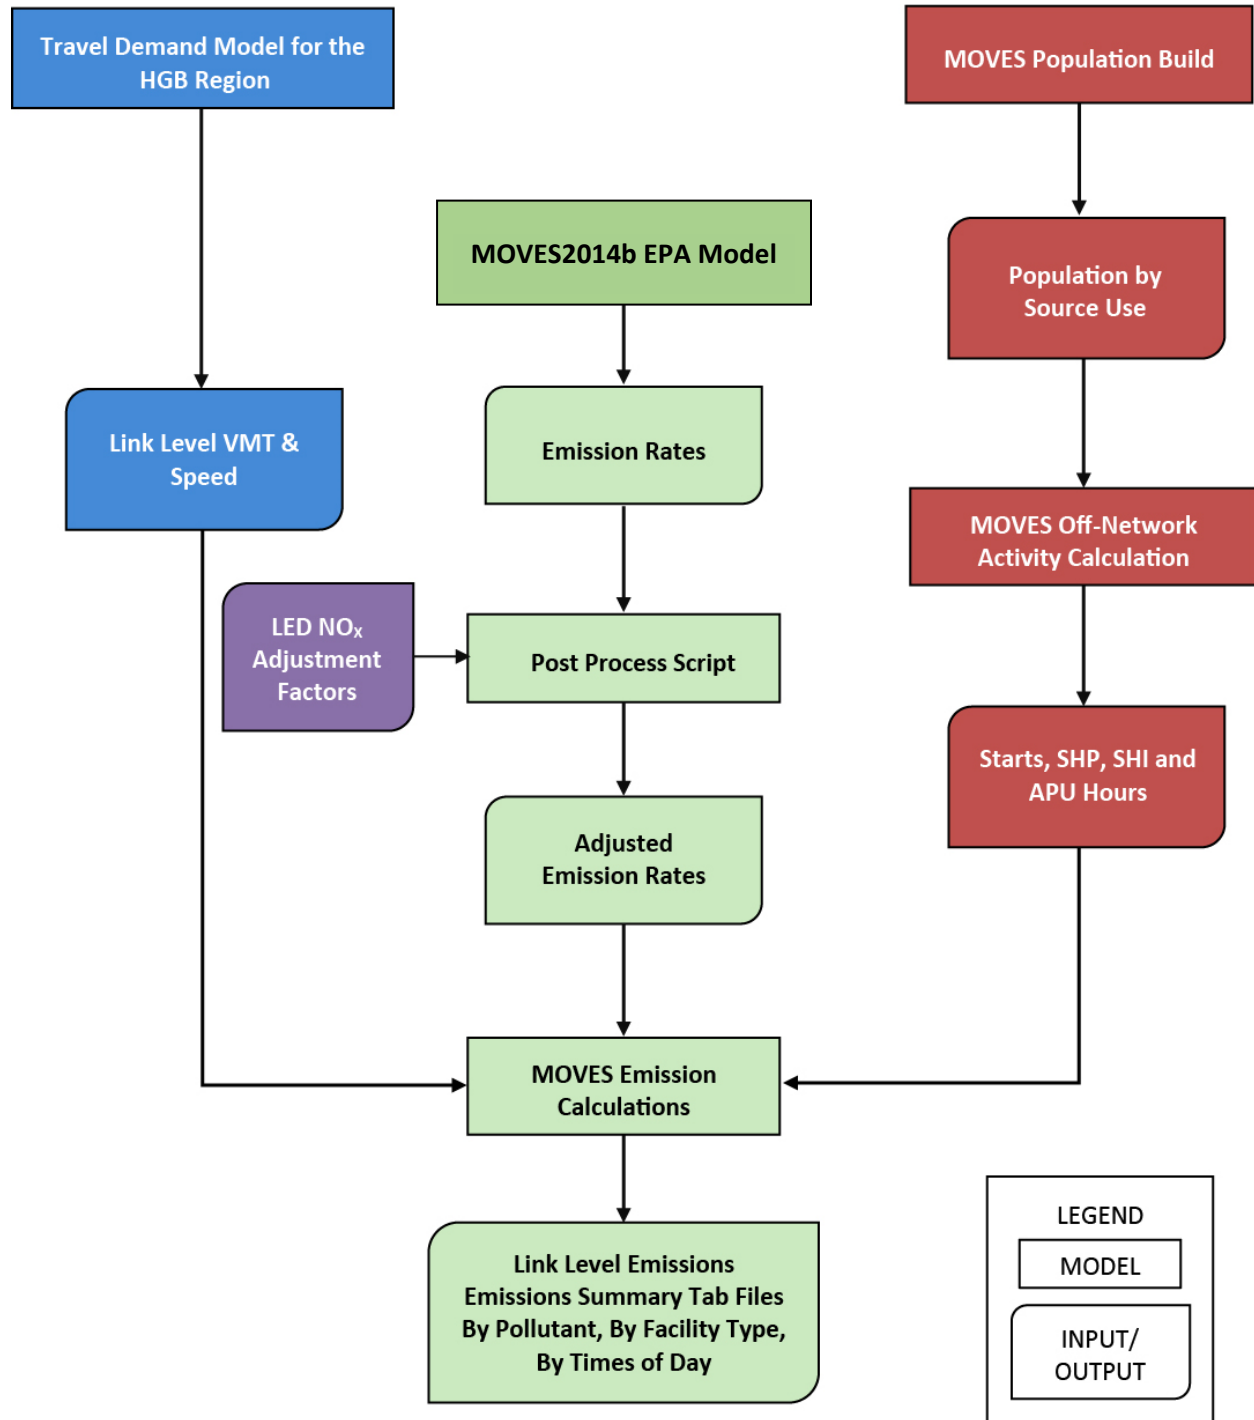 Travel Demand Model for the
HGB Region
MOVES Population Build
MOVES2014b EPA Model
Population by
Source Use
Link Level VMT &
Speed
Emission Rates
MOVES Off-Network
Activity Calculation
LED NOₓ
Adjustment
Factors
Post Process Script
Starts, SHP, SHI and
APU Hours
Adjusted
Emission Rates
MOVES Emission
Calculations
Link Level Emissions
Emissions Summary Tab Files
By Pollutant, By Facility Type,
By Times of Day
LEGEND
MODEL
INPUT/
OUTPUT